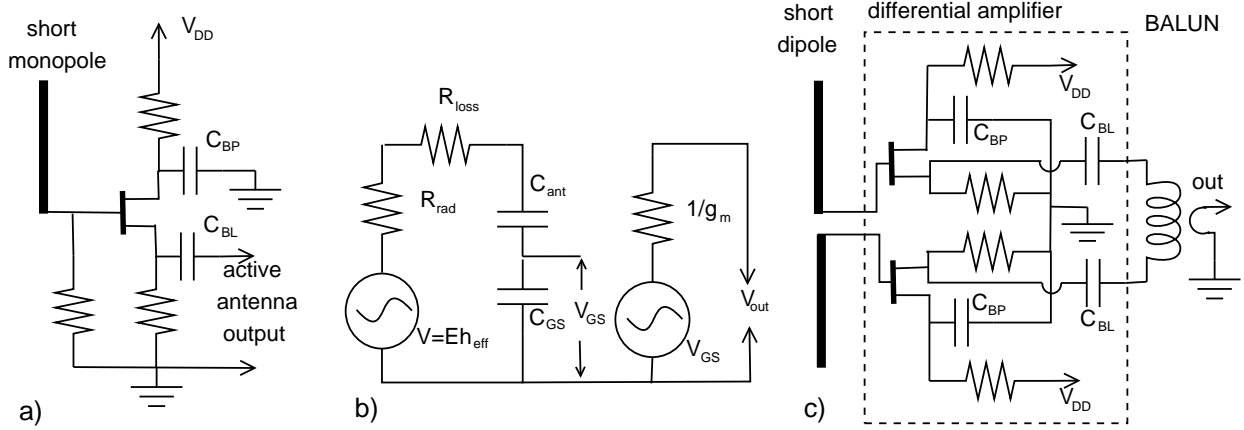 short
monopole
V_DD
C_BP
C_BL
active
antenna
output
a)
R_loss
R_rad
C_ant
C_GS
V_GS
V=Eh_eff
1/g_m
V_GS
V_out
b)
short
dipole
differential amplifier
BALUN
V_DD
C_BP
C_BL
out
C_BL
C_BP
V_DD
c)